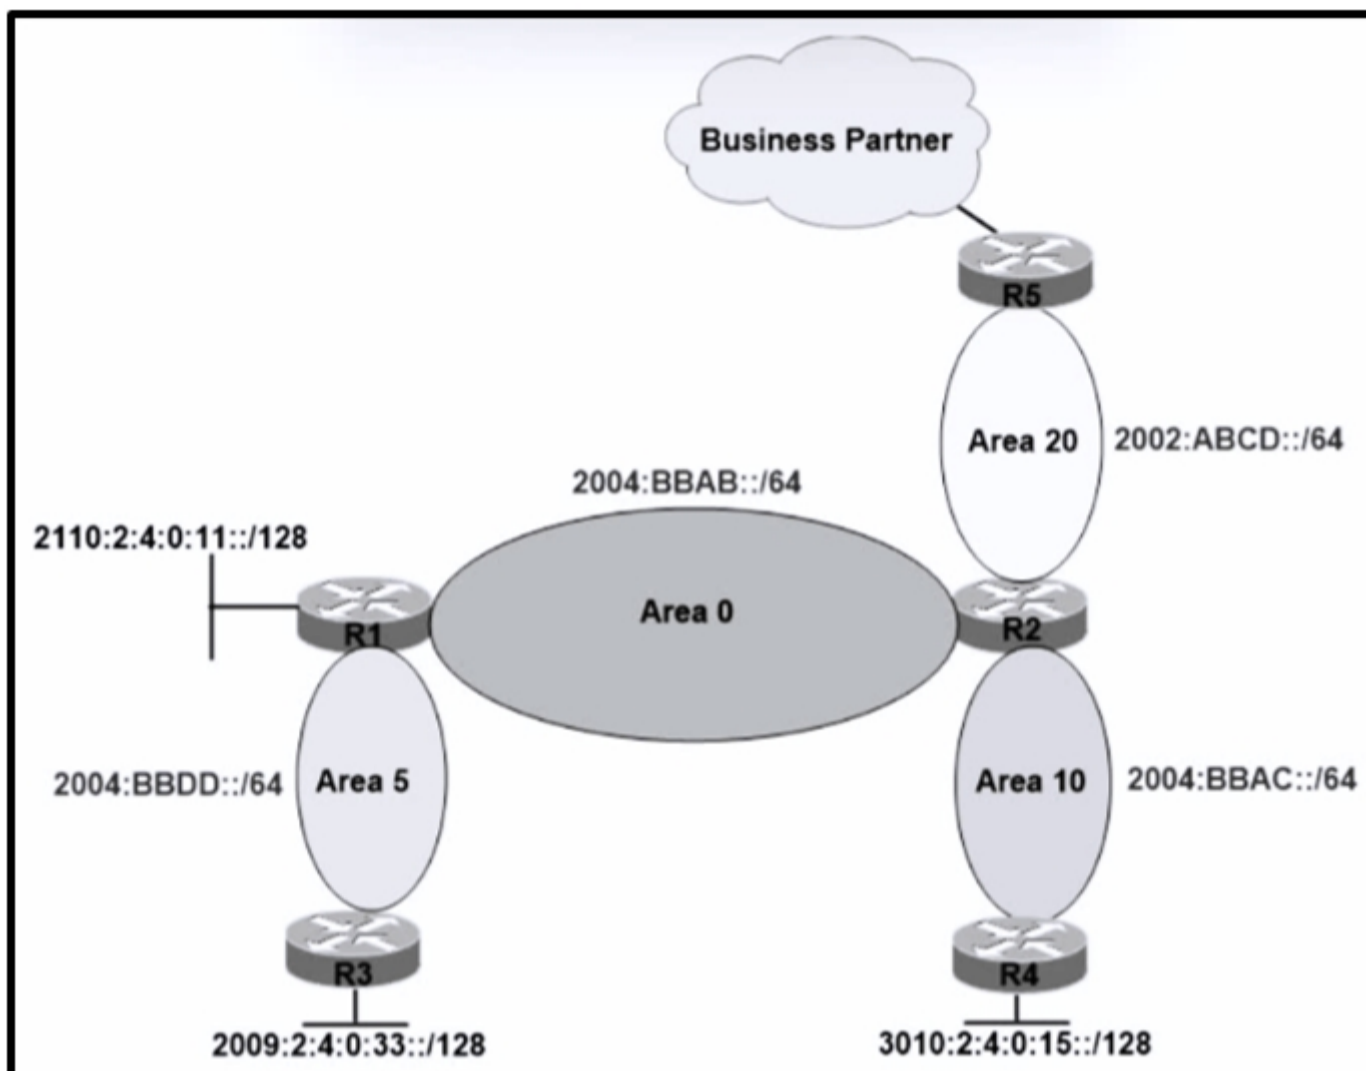 Business Partner
R5
Area 20
2002:ABCD::/64
2004:BBAB::/64
2110:2:4:0:11::/128
Area 0
R1
R2
2004:BBDD::/64
Area 5
Area 10
2004:BBAC::/64
R3
R4
2009:2:4:0:33::/128
3010:2:4:0:15::/128